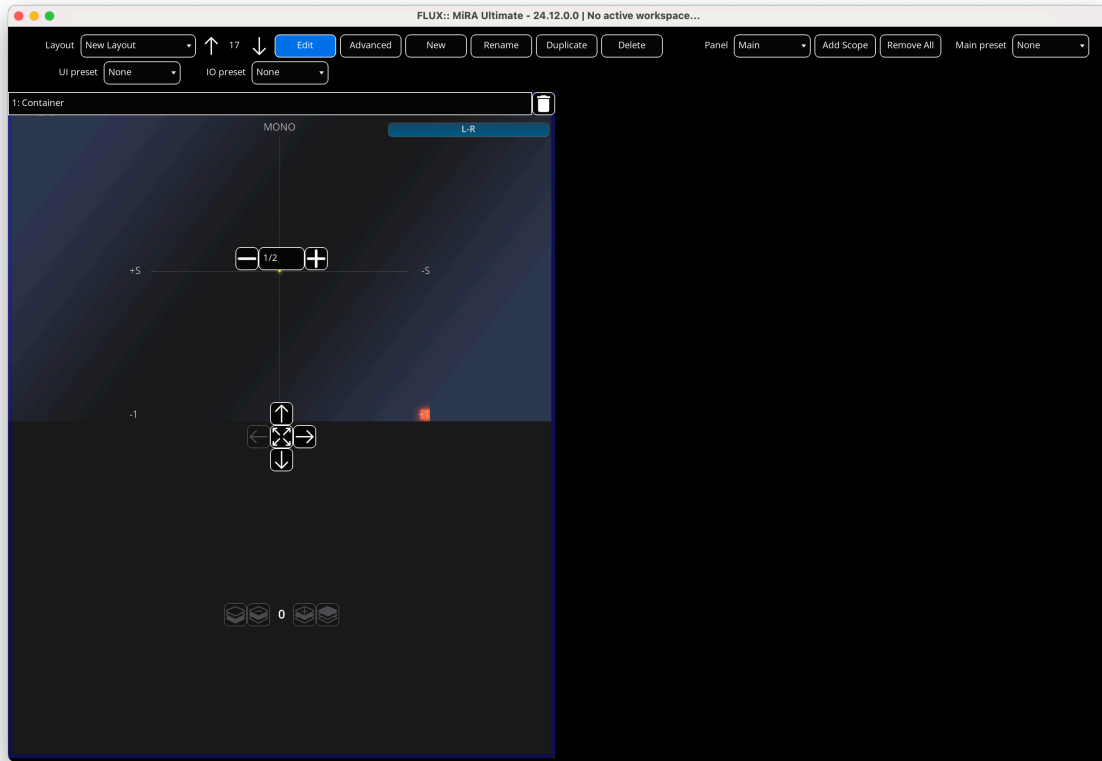 FLUX:: MiRA Ultimate - 24.12.0.0 | No active workspace...
Layout New Layout 17 Edit Advanced New Rename Duplicate Delete Panel Main Add Scope Remove All Main preset None
UI preset None IO preset None
1: Container
MONO L-R
1/2
+S -S
-1 +1
0